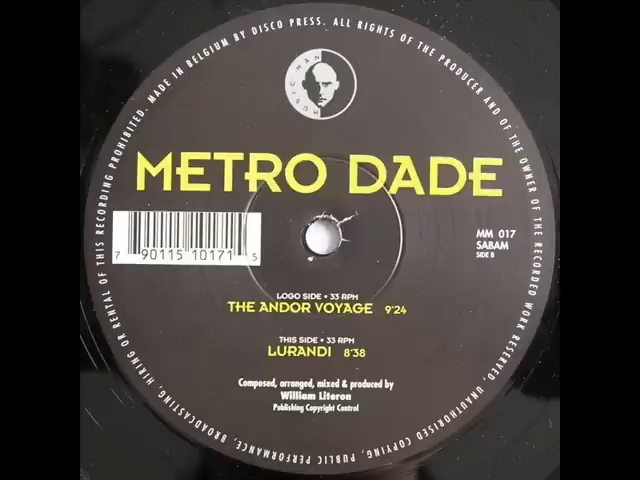 MADE IN BELGIUM BY DISCO PRESS. ALL RIGHTS OF THE PRODUCER AND OF THE OWNER OF THE RECORDED WORK RESERVED. UNAUTHORISED COPYING, PUBLIC PERFORMANCE, BROADCASTING, HIRING OR RENTAL OF THIS RECORDING PROHIBITED.
MUSIC MAN
METRO DADE
7 90115 10171 5
MM 017
SABAM
SIDE B
LOGO SIDE • 33 RPM
THE ANDOR VOYAGE 9'24
THIS SIDE • 33 RPM
LURANDI 8'38
Composed, arranged, mixed & produced by
William Literon
Publishing Copyright Control